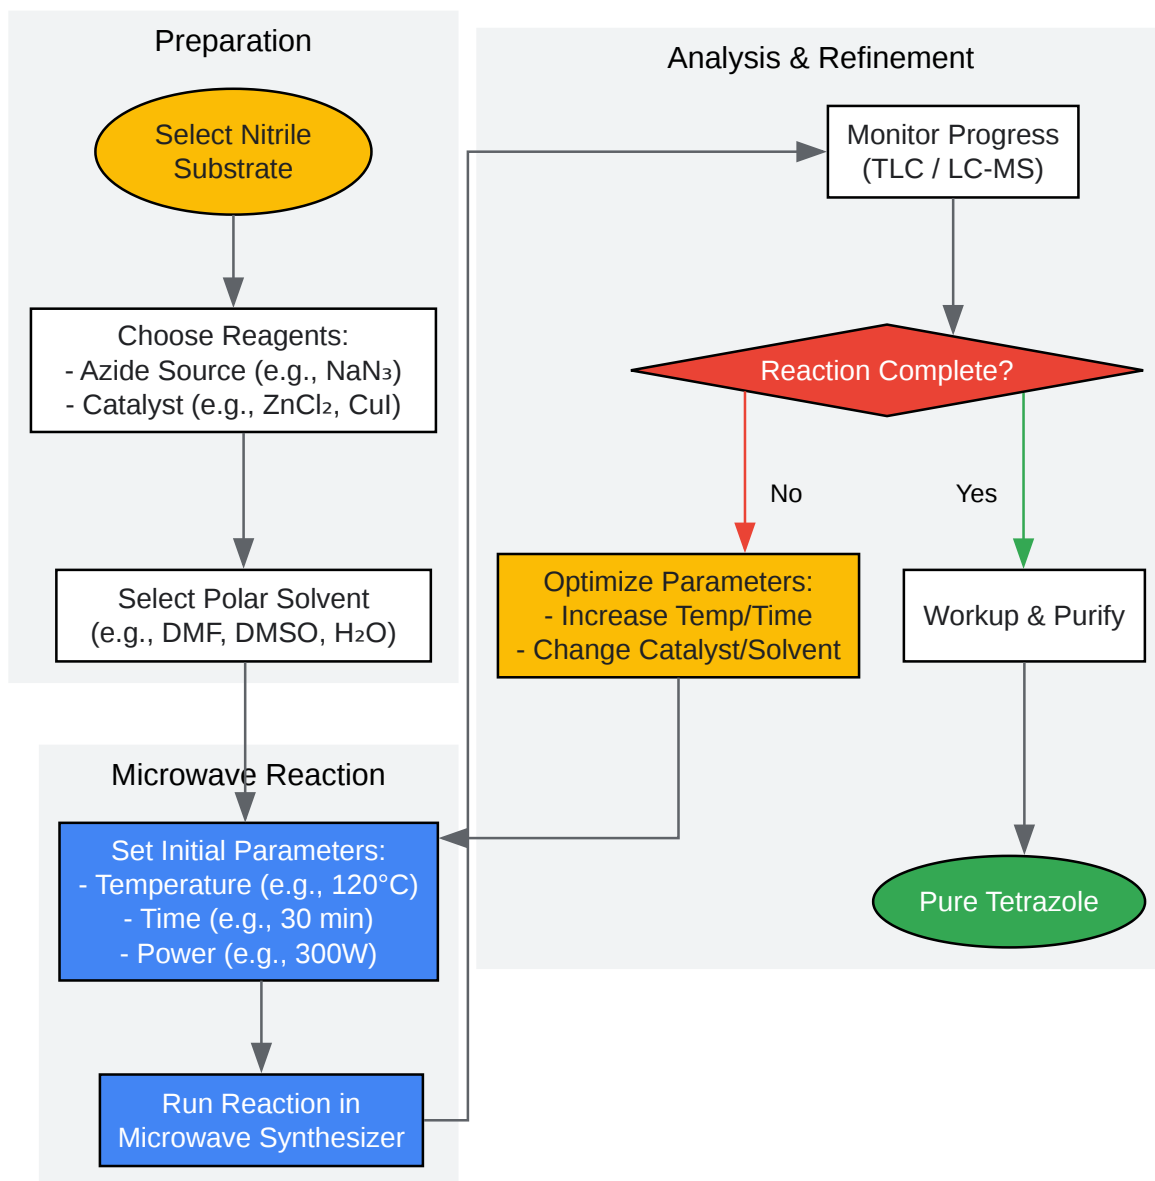 Preparation
Select Nitrile
Substrate
Choose Reagents:
- Azide Source (e.g., NaN₃)
- Catalyst (e.g., ZnCl₂, CuI)
Select Polar Solvent
(e.g., DMF, DMSO, H₂O)
Microwave Reaction
Set Initial Parameters:
- Temperature (e.g., 120°C)
- Time (e.g., 30 min)
- Power (e.g., 300W)
Run Reaction in
Microwave Synthesizer
Analysis & Refinement
Monitor Progress
(TLC / LC-MS)
Reaction Complete?
No
Yes
Optimize Parameters:
- Increase Temp/Time
- Change Catalyst/Solvent
Workup & Purify
Pure Tetrazole